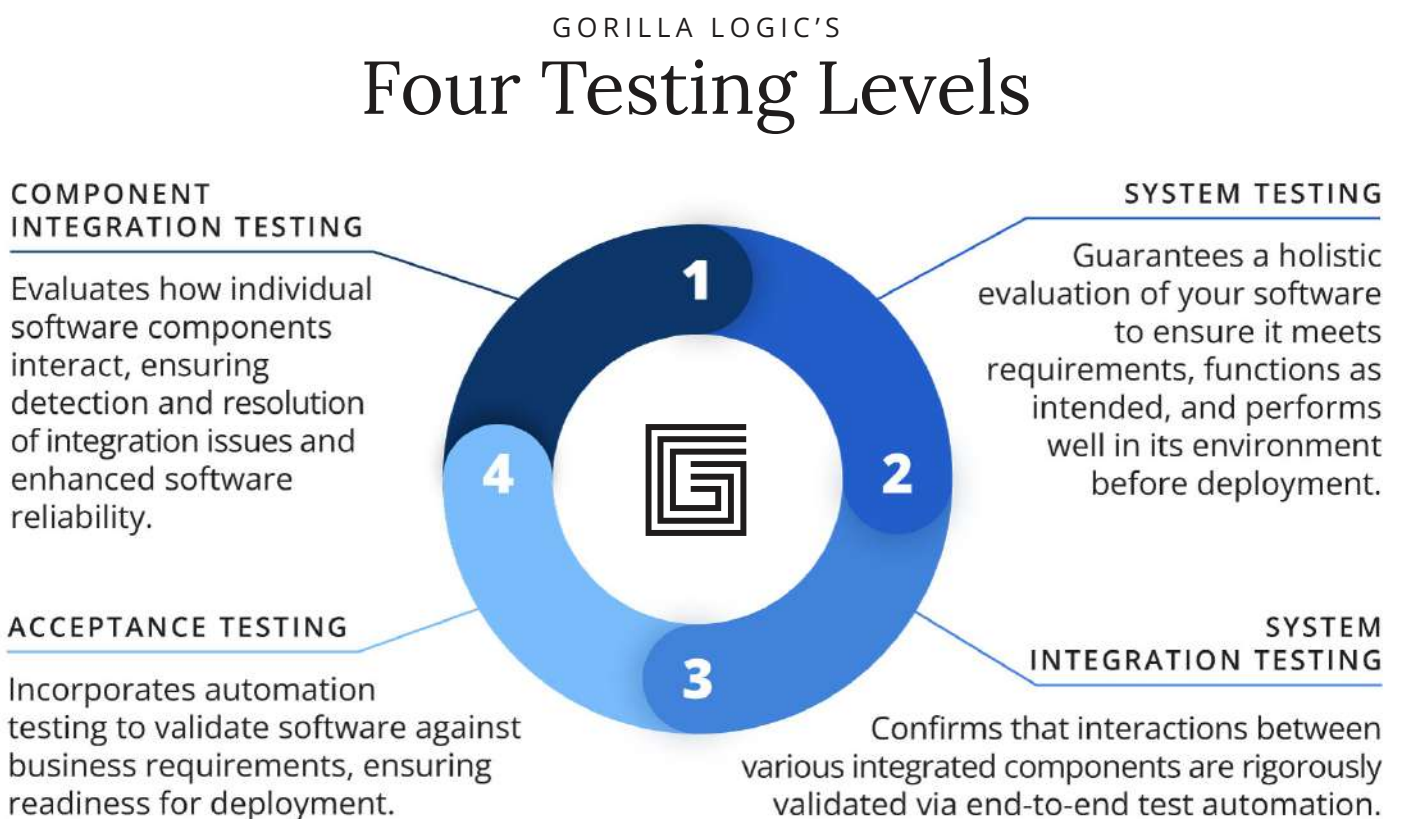 GORILLA LOGIC’S
Four Testing Levels
COMPONENT
INTEGRATION TESTING
Evaluates how individual
software components
interact, ensuring
detection and resolution
of integration issues and
enhanced software
reliability.
SYSTEM TESTING
Guarantees a holistic
evaluation of your software
to ensure it meets
requirements, functions as
intended, and performs
well in its environment
before deployment.
1
2
3
4
ACCEPTANCE TESTING
Incorporates automation
testing to validate software against
business requirements, ensuring
readiness for deployment.
SYSTEM
INTEGRATION TESTING
Confirms that interactions between
various integrated components are rigorously
validated via end-to-end test automation.